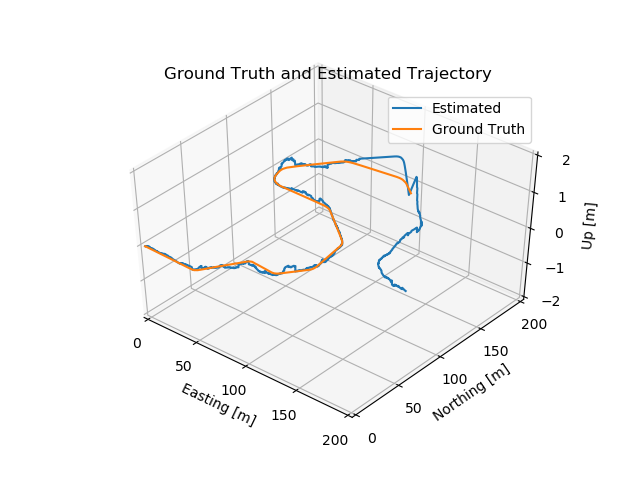 Ground Truth and Estimated Trajectory
Estimated
Ground Truth
2
1
0
−1
−2
Up [m]
0
50
100
150
200
Easting [m]
0
50
100
150
200
Northing [m]